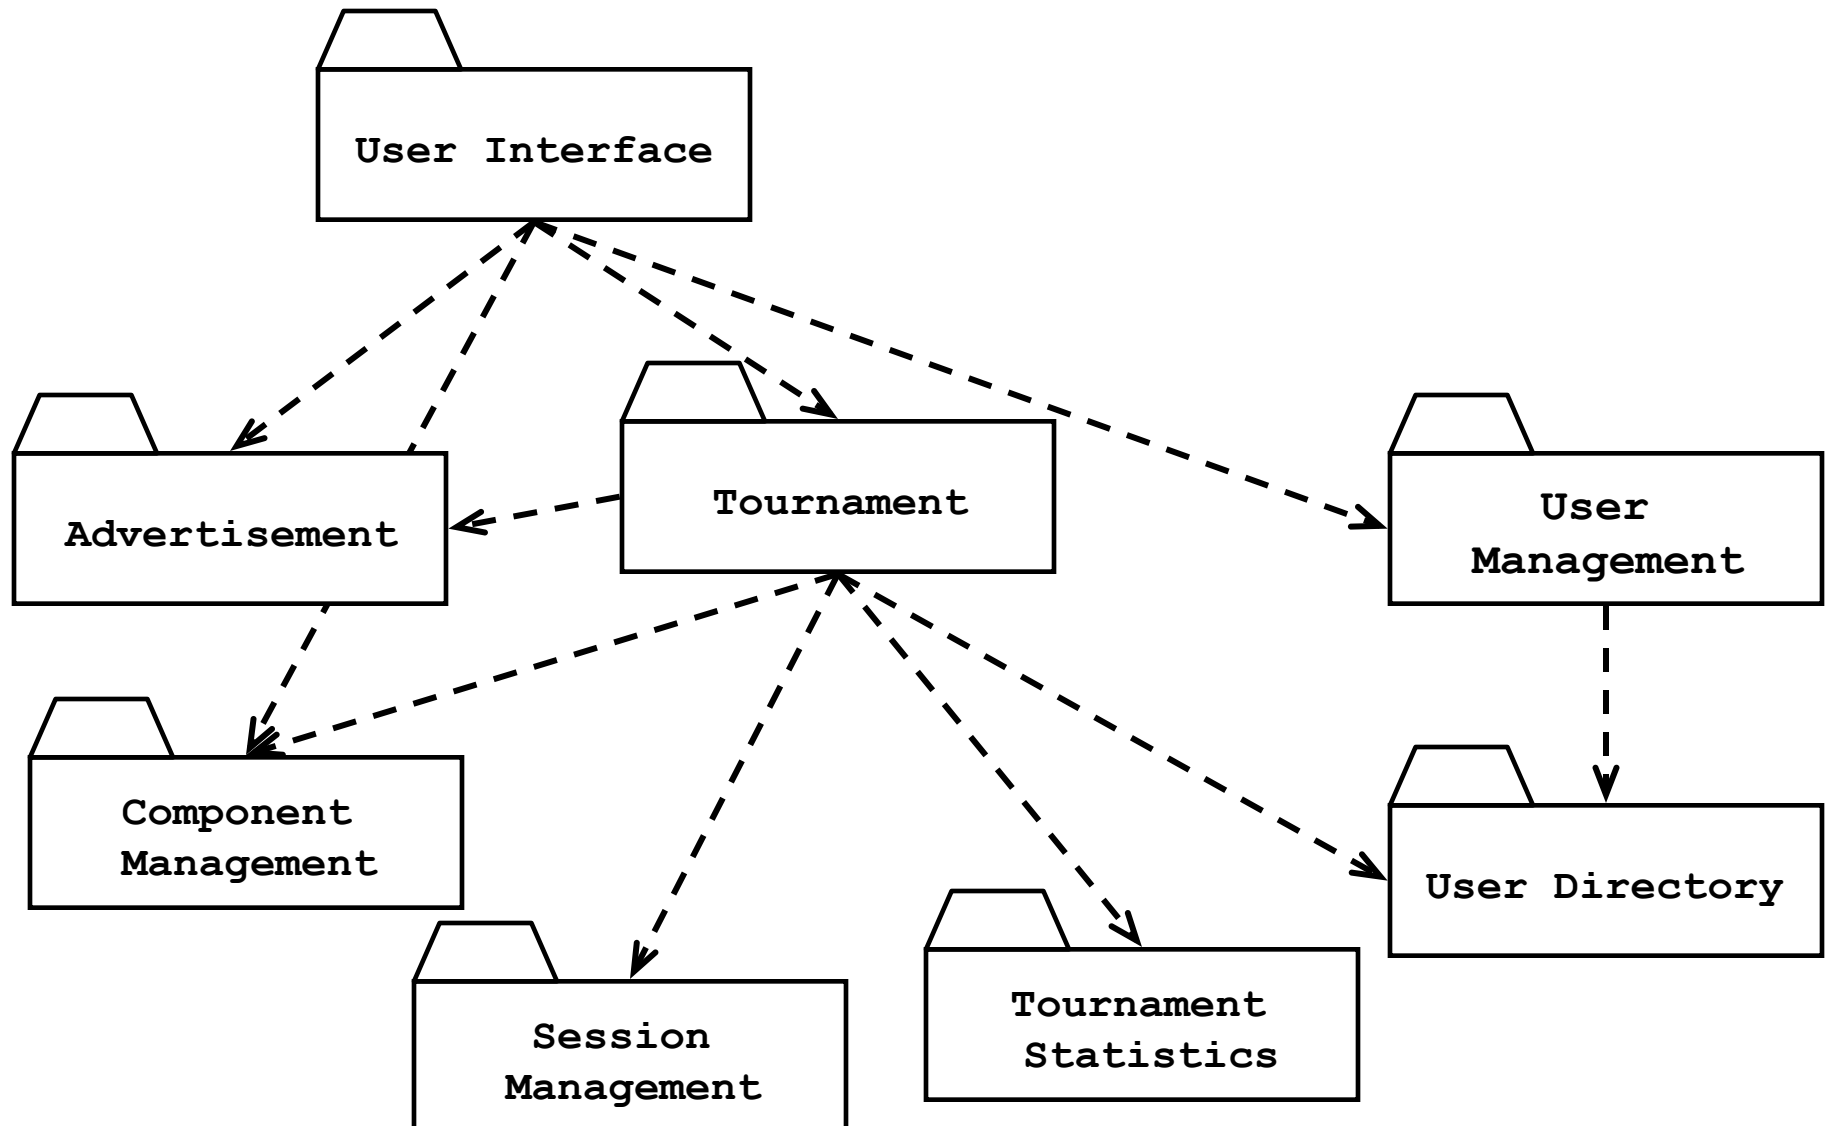 User Interface
Tournament
Advertisement
User
Management
Component
Management
User Directory
Tournament
Statistics
Session
Management